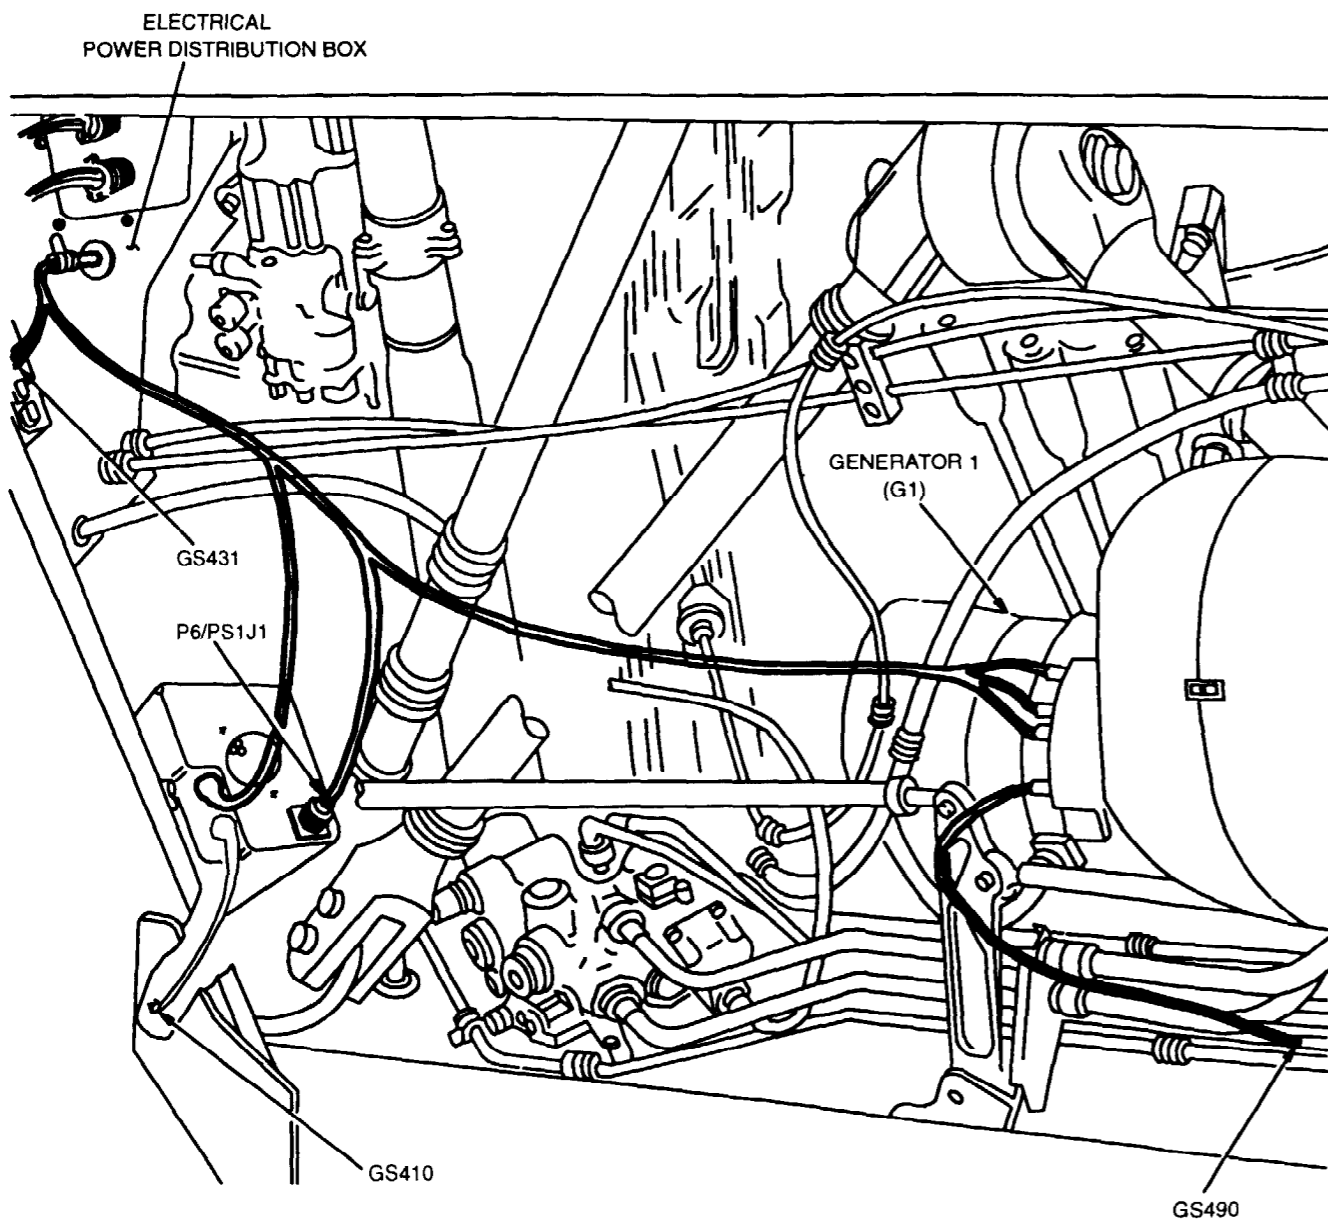 ELECTRICAL
POWER DISTRIBUTION BOX
GENERATOR 1
(G1)
GS431
P6/PS1J1
GS410
GS490